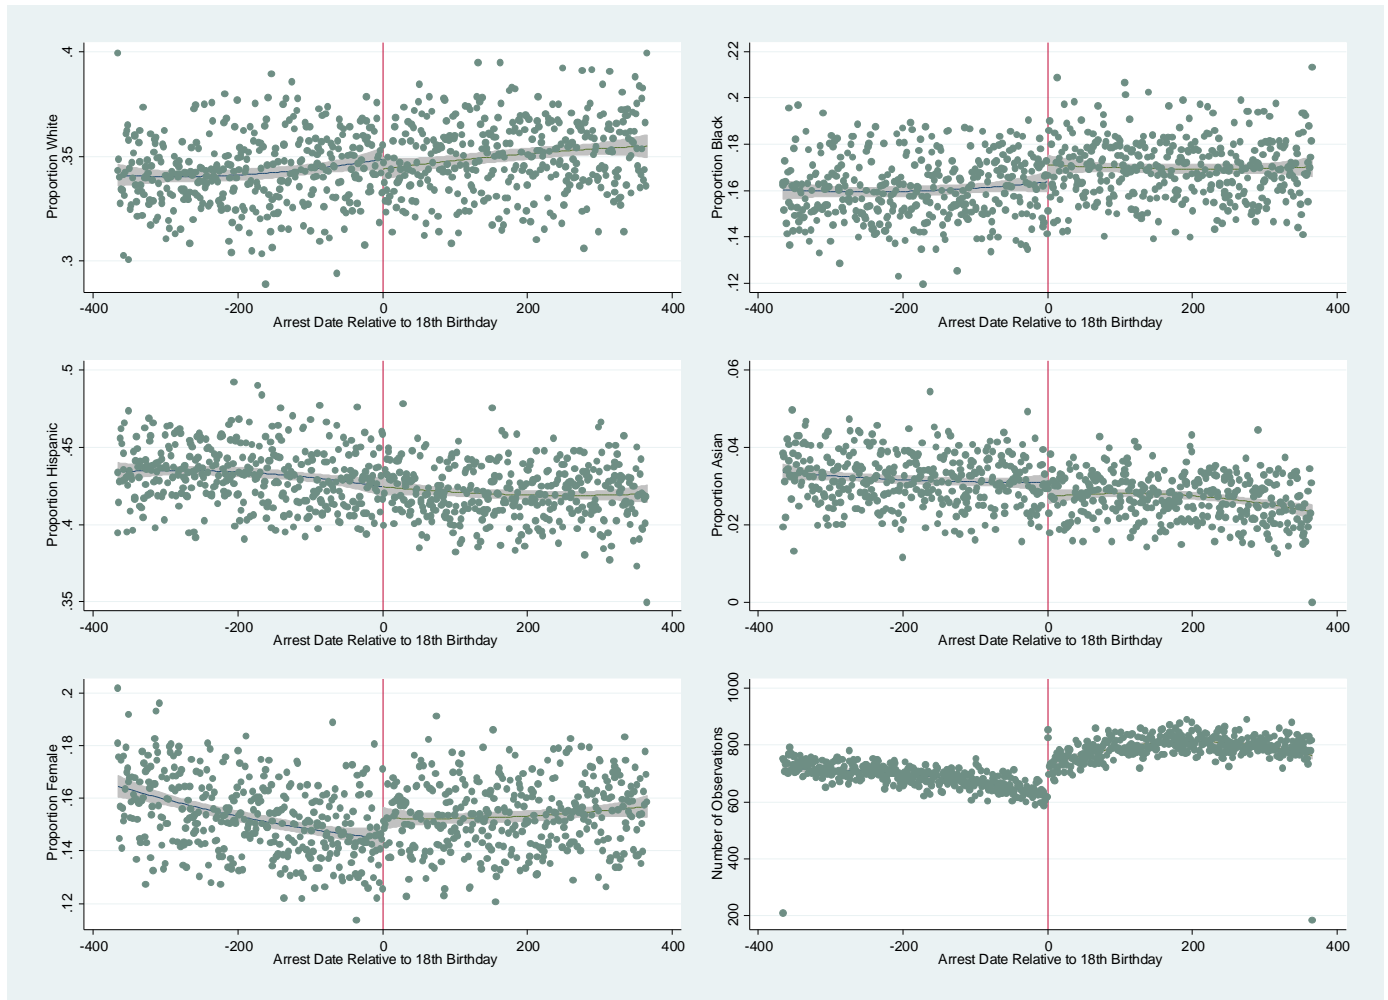 Proportion White
.4
.35
.3
-400 -200 0 200 400
Arrest Date Relative to 18th Birthday
Proportion Black
.22
.2
.18
.16
.14
.12
-400 -200 0 200 400
Arrest Date Relative to 18th Birthday
Proportion Hispanic
.5
.45
.4
.35
-400 -200 0 200 400
Arrest Date Relative to 18th Birthday
Proportion Asian
.06
.04
.02
0
-400 -200 0 200 400
Arrest Date Relative to 18th Birthday
Proportion Female
.2
.18
.16
.14
.12
-400 -200 0 200 400
Arrest Date Relative to 18th Birthday
Number of Observations
1000
800
600
400
200
-400 -200 0 200 400
Arrest Date Relative to 18th Birthday